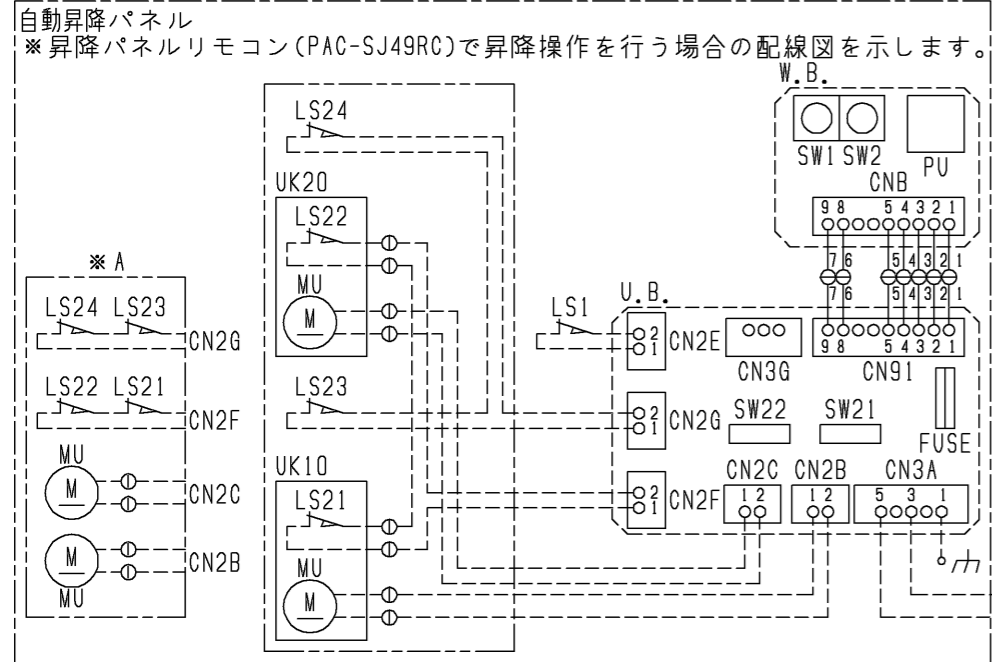 自動昇降パネル
※昇降パネルリモコン(PAC-SJ49RC)で昇降操作を行う場合の配線図を示します。
W.B.
SW1 SW2 PU
CNB
9 8 5 4 3 2 1
7 6 5 4 3 2 1
7 6 5 4 3 2 1
9 8 5 4 3 2 1
CN91
LS24
UK20
LS22
MU
M
LS23
UK10
LS21
MU
M
※A
LS24 LS23
CN2G
LS22 LS21
CN2F
MU
M
CN2C
M
CN2B
MU
LS1
U.B.
2
1
CN2E
CN3G
2
1
CN2G
SW22 SW21
FUSE
2
1
CN2F
CN2C CN2B CN3A
1 2 1 2 5 3 1